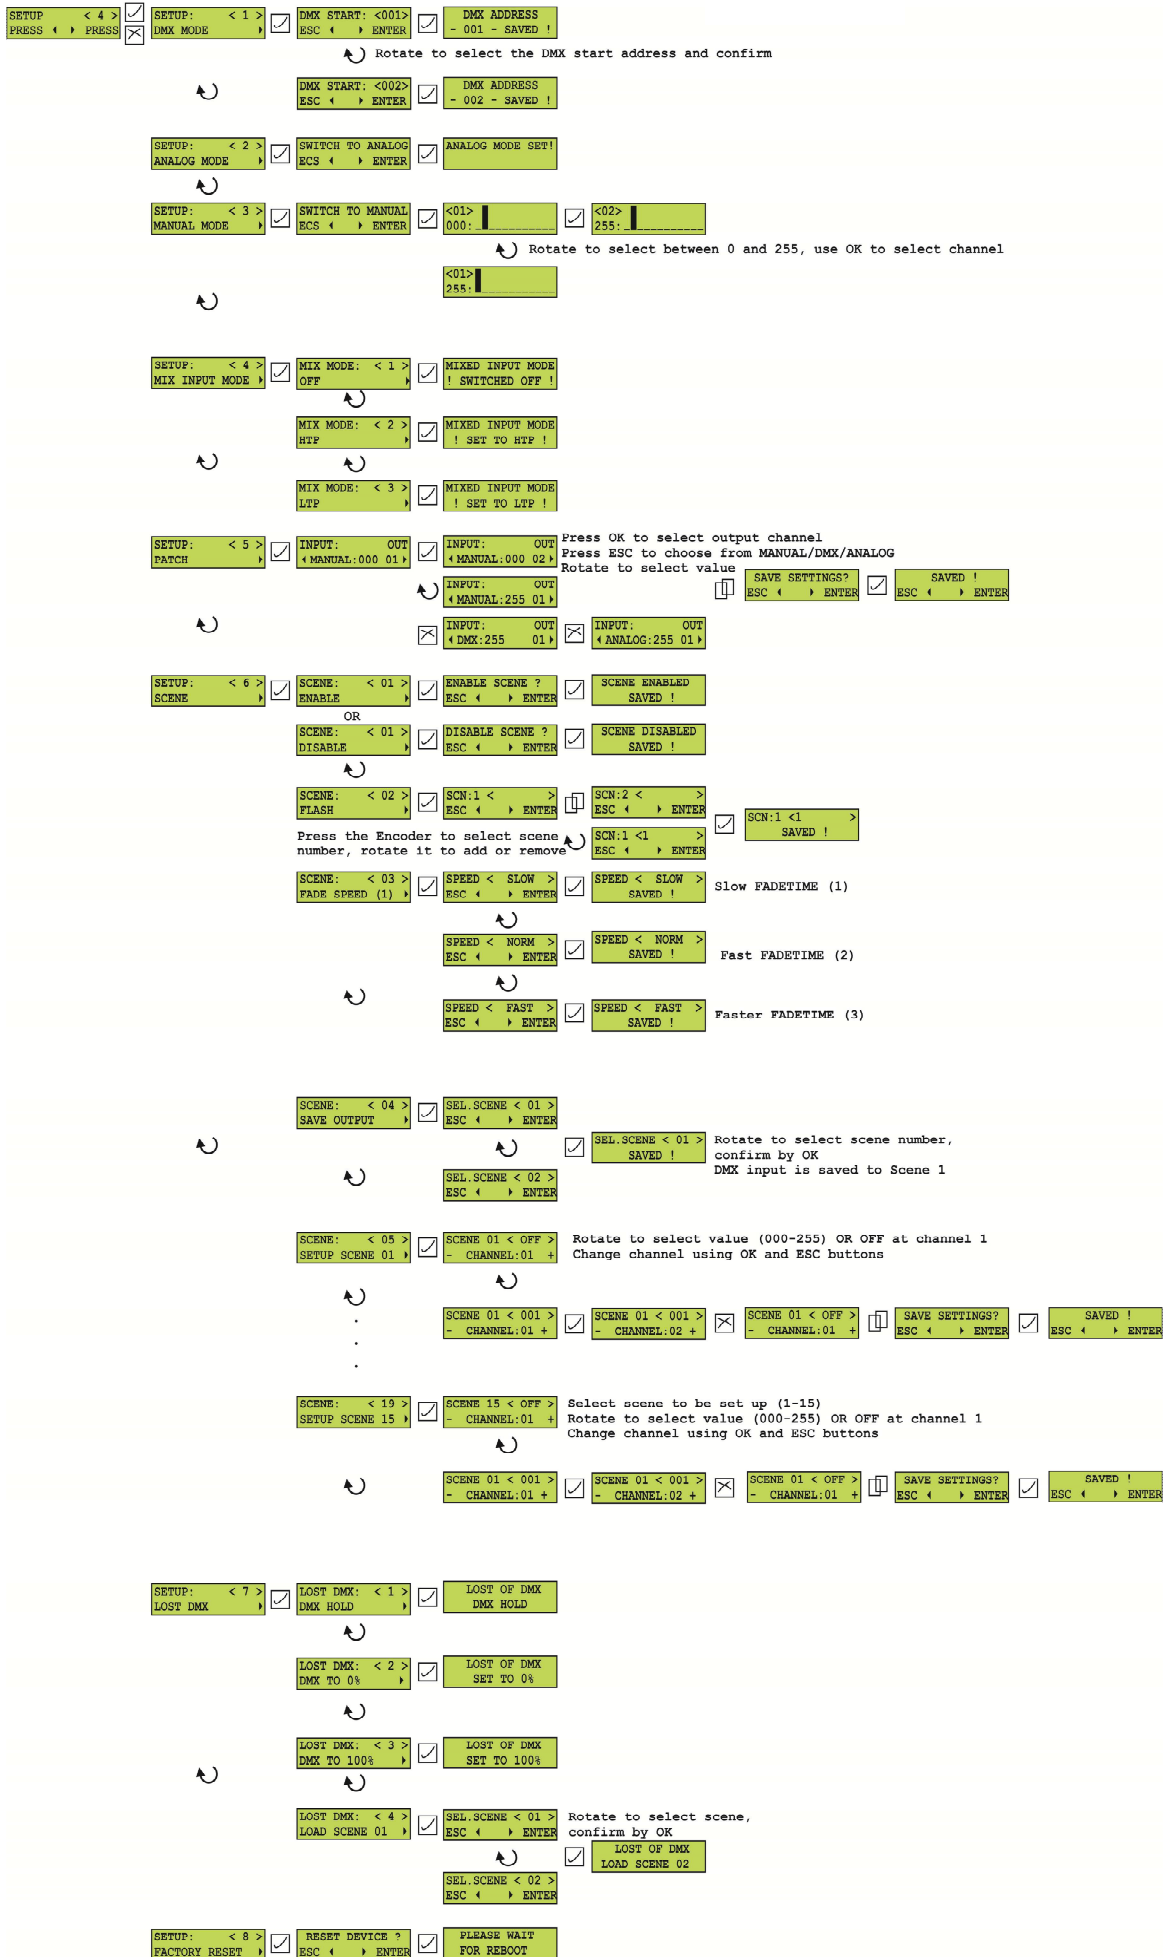 SETUP < 4 >
PRESS PRESS
SETUP: < 1 >
DMX MODE
DMX START: <001>
ESC ENTER
DMX ADDRESS
- 001 - SAVED !
Rotate to select the DMX start address and confirm
DMX START: <002>
ESC ENTER
DMX ADDRESS
- 002 - SAVED !
SETUP: < 2 >
ANALOG MODE
SWITCH TO ANALOG
ECS ENTER
ANALOG MODE SET!
SETUP: < 3 >
MANUAL MODE
SWITCH TO MANUAL
ECS ENTER
<01>
000:_
<02>
255:_
Rotate to select between 0 and 255, use OK to select channel
<01>
255:
SETUP: < 4 >
MIX INPUT MODE
MIX MODE: < 1 >
OFF
MIXED INPUT MODE
! SWITCHED OFF !
MIX MODE: < 2 >
HTP
MIXED INPUT MODE
! SET TO HTP !
MIX MODE: < 3 >
LTP
MIXED INPUT MODE
! SET TO LTP !
SETUP: < 5 >
PATCH
INPUT: OUT
MANUAL:000 01
INPUT: OUT
MANUAL:000 02
Press OK to select output channel
Press ESC to choose from MANUAL/DMX/ANALOG
Rotate to select value
INPUT: OUT
MANUAL:255 01
SAVE SETTINGS?
ESC ENTER
SAVED !
ESC ENTER
INPUT: OUT
DMX:255 01
INPUT: OUT
ANALOG:255 01
SETUP: < 6 >
SCENE
SCENE: < 01 >
ENABLE
ENABLE SCENE ?
ESC ENTER
SCENE ENABLED
SAVED !
OR
SCENE: < 01 >
DISABLE
DISABLE SCENE ?
ESC ENTER
SCENE DISABLED
SAVED !
SCENE: < 02 >
FLASH
SCN:1 < >
ESC ENTER
SCN:2 < >
ESC ENTER
SCN:1 <1 >
SAVED !
Press the Encoder to select scene
number, rotate it to add or remove
SCN:1 <1 >
ESC ENTER
SCENE: < 03 >
FADE SPEED (1)
SPEED < SLOW >
ESC ENTER
SPEED < SLOW >
SAVED !
Slow FADETIME (1)
SPEED < NORM >
ESC ENTER
SPEED < NORM >
SAVED !
Fast FADETIME (2)
SPEED < FAST >
ESC ENTER
SPEED < FAST >
SAVED !
Faster FADETIME (3)
SCENE: < 04 >
SAVE OUTPUT
SEL.SCENE < 01 >
ESC ENTER
SEL.SCENE < 01 >
SAVED !
Rotate to select scene number,
confirm by OK
DMX input is saved to Scene 1
SEL.SCENE < 02 >
ESC ENTER
SCENE: < 05 >
SETUP SCENE 01
SCENE 01 < OFF >
- CHANNEL:01 +
Rotate to select value (000-255) OR OFF at channel 1
Change channel using OK and ESC buttons
SCENE 01 < 001 >
- CHANNEL:01 +
SCENE 01 < 001 >
- CHANNEL:02 +
SCENE 01 < OFF >
- CHANNEL:01 +
SAVE SETTINGS?
ESC ENTER
SAVED !
ESC ENTER
.
.
.
SCENE: < 19 >
SETUP SCENE 15
SCENE 15 < OFF >
- CHANNEL:01 +
Select scene to be set up (1-15)
Rotate to select value (000-255) OR OFF at channel 1
Change channel using OK and ESC buttons
SCENE 01 < 001 >
- CHANNEL:01 +
SCENE 01 < 001 >
- CHANNEL:02 +
SCENE 01 < OFF >
- CHANNEL:01 +
SAVE SETTINGS?
ESC ENTER
SAVED !
ESC ENTER
SETUP: < 7 >
LOST DMX
LOST DMX: < 1 >
DMX HOLD
LOST OF DMX
DMX HOLD
LOST DMX: < 2 >
DMX TO 0%
LOST OF DMX
SET TO 0%
LOST DMX: < 3 >
DMX TO 100%
LOST OF DMX
SET TO 100%
LOST DMX: < 4 >
LOAD SCENE 01
SEL.SCENE < 01 >
ESC ENTER
Rotate to select scene,
confirm by OK
LOST OF DMX
LOAD SCENE 02
SEL.SCENE < 02 >
ESC ENTER
SETUP: < 8 >
FACTORY RESET
RESET DEVICE ?
ESC ENTER
PLEASE WAIT
FOR REBOOT